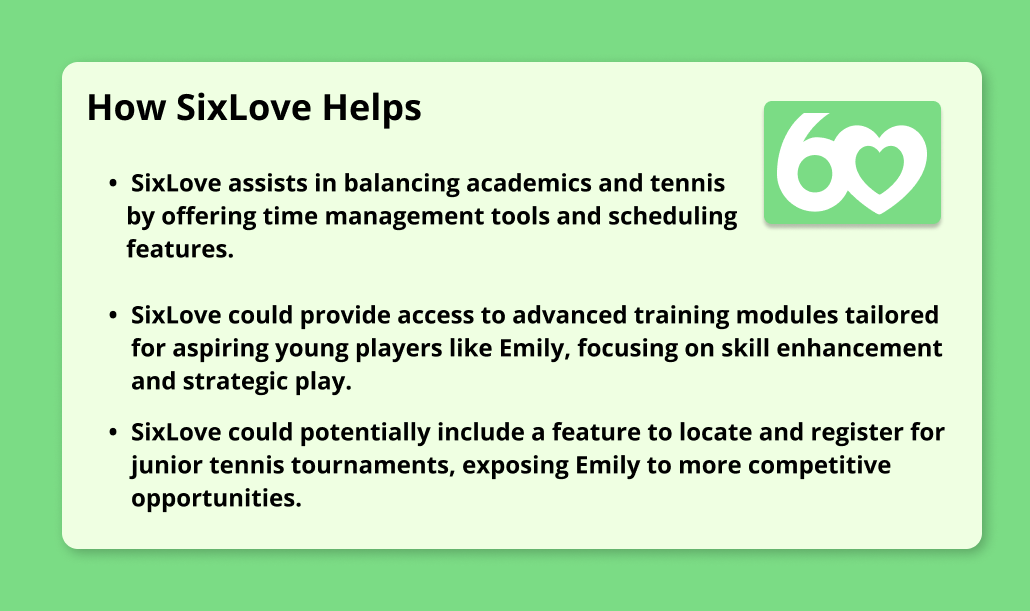 How SixLove Helps
6
• SixLove assists in balancing academics and tennis
by offering time management tools and scheduling
features.
• SixLove could provide access to advanced training modules tailored
for aspiring young players like Emily, focusing on skill enhancement
and strategic play.
• SixLove could potentially include a feature to locate and register for
junior tennis tournaments, exposing Emily to more competitive
opportunities.